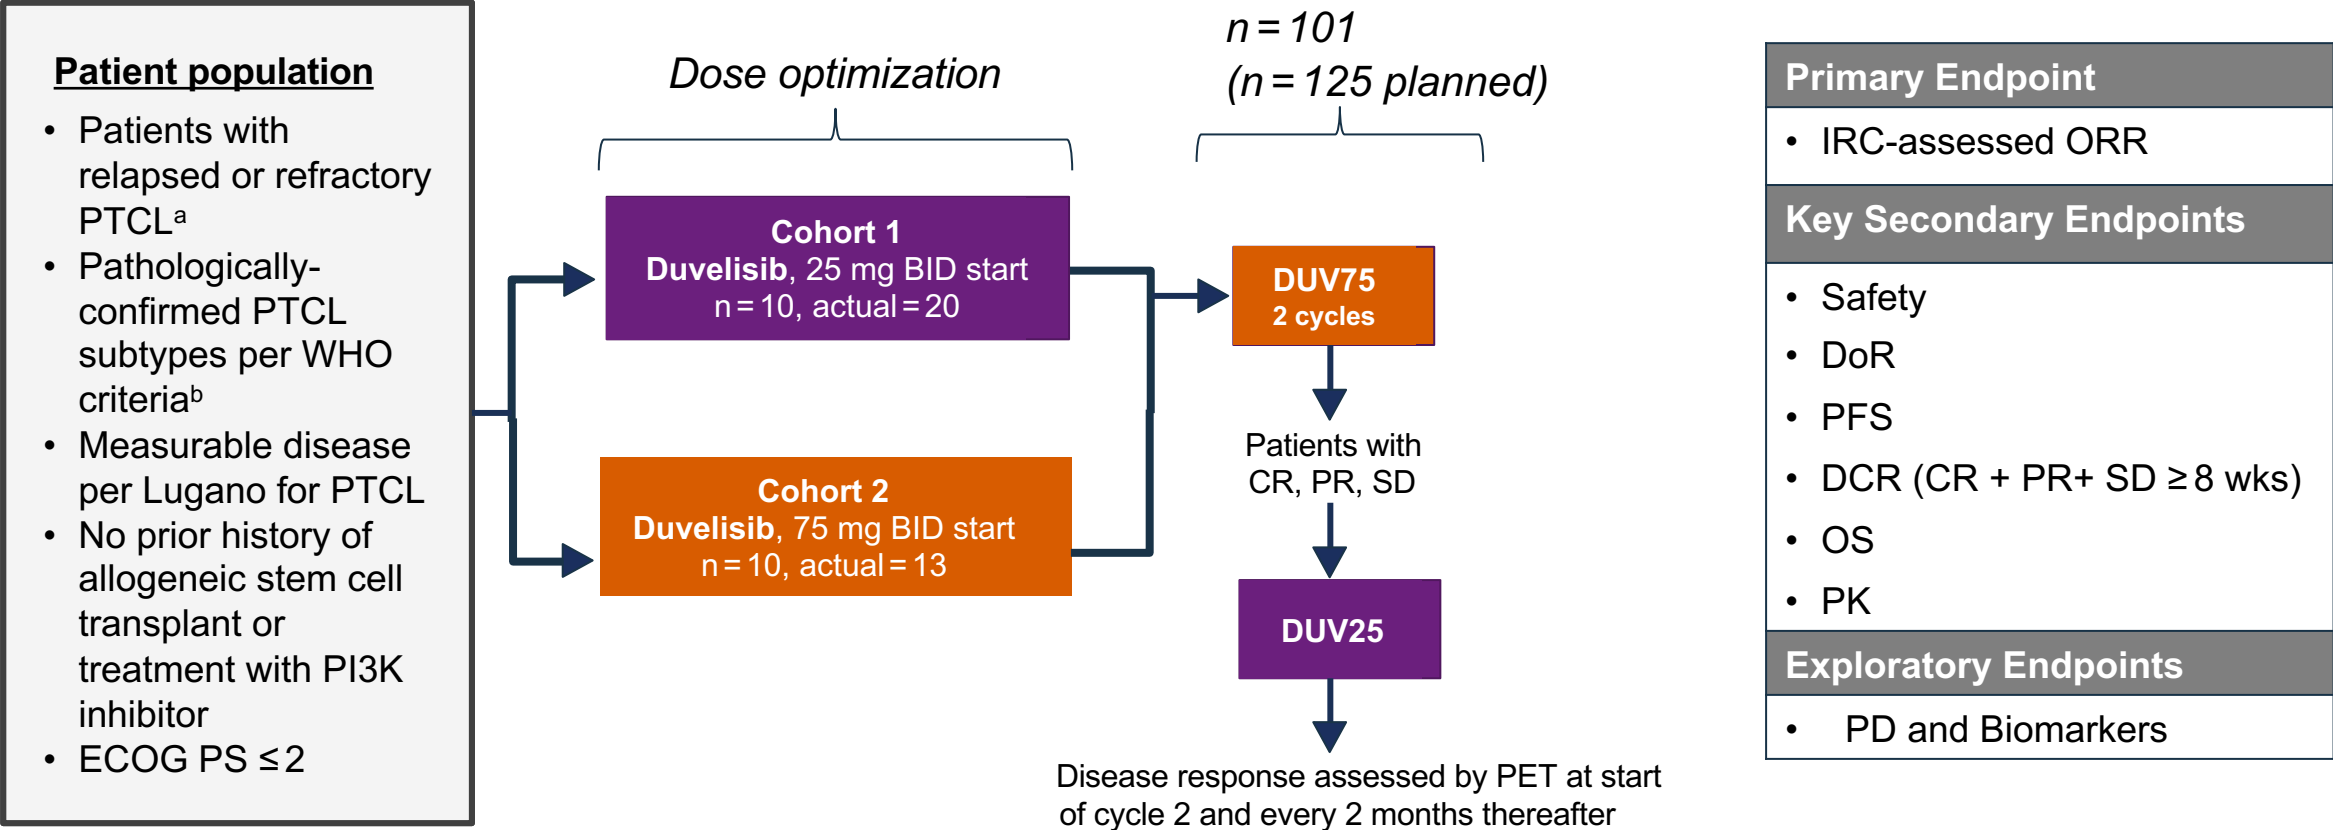 Patient population
• Patients with
relapsed or refractory
PTCLᵃ
• Pathologically-
confirmed PTCL
subtypes per WHO
criteriaᵇ
• Measurable disease
per Lugano for PTCL
• No prior history of
allogeneic stem cell
transplant or
treatment with PI3K
inhibitor
• ECOG PS ≤ 2
Dose optimization
Cohort 1
Duvelisib, 25 mg BID start
n = 10, actual = 20
Cohort 2
Duvelisib, 75 mg BID start
n = 10, actual = 13
n = 101
(n = 125 planned)
DUV75
2 cycles
Patients with
CR, PR, SD
DUV25
Disease response assessed by PET at start
of cycle 2 and every 2 months thereafter
Primary Endpoint
• IRC-assessed ORR
Key Secondary Endpoints
• Safety
• DoR
• PFS
• DCR (CR + PR+ SD ≥ 8 wks)
• OS
• PK
Exploratory Endpoints
• PD and Biomarkers